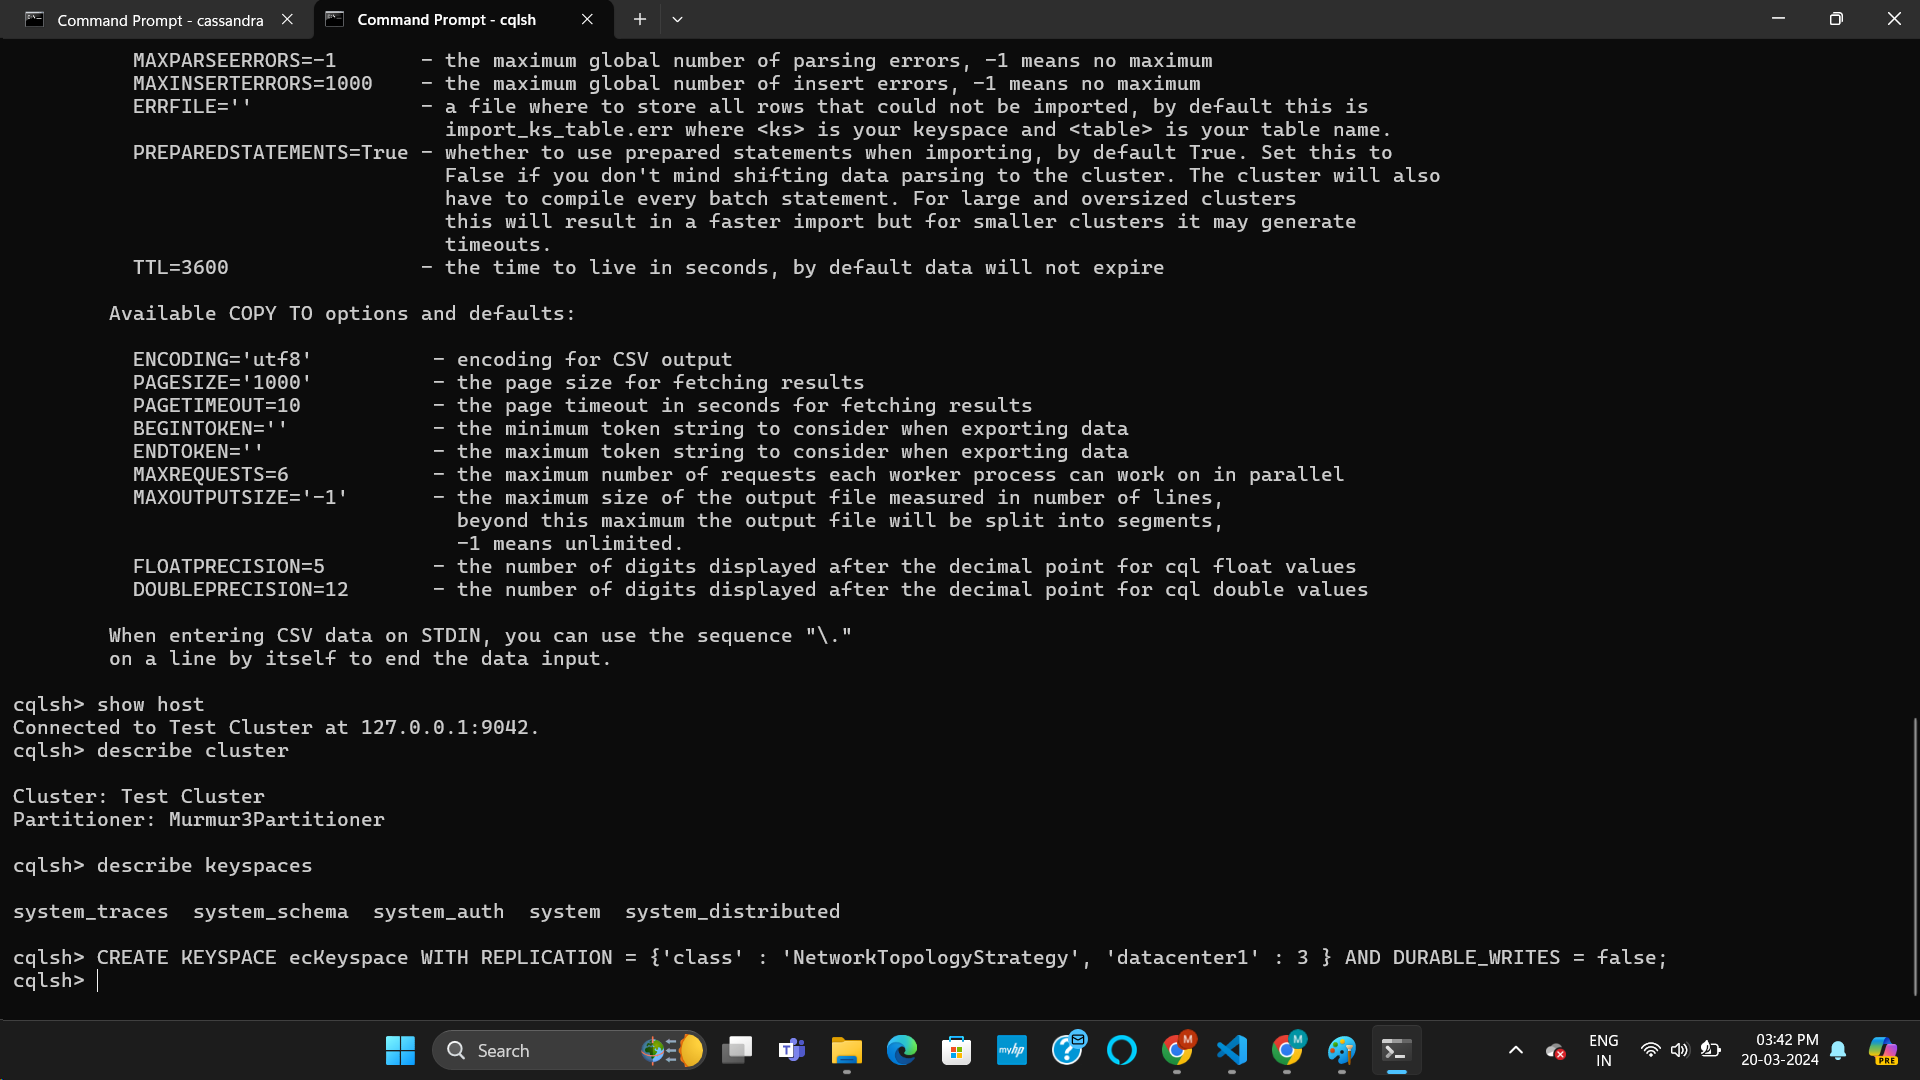 Command Prompt - cassandra
Command Prompt - cqlsh
MAXPARSEERRORS=-1 - the maximum global number of parsing errors, -1 means no maximum
MAXINSERTERRORS=1000 - the maximum global number of insert errors, -1 means no maximum
ERRFILE='' - a file where to store all rows that could not be imported, by default this is
import_ks_table.err where <ks> is your keyspace and <table> is your table name.
PREPAREDSTATEMENTS=True - whether to use prepared statements when importing, by default True. Set this to
False if you don't mind shifting data parsing to the cluster. The cluster will also
have to compile every batch statement. For large and oversized clusters
this will result in a faster import but for smaller clusters it may generate
timeouts.
TTL=3600 - the time to live in seconds, by default data will not expire
Available COPY TO options and defaults:
ENCODING='utf8' - encoding for CSV output
PAGESIZE='1000' - the page size for fetching results
PAGETIMEOUT=10 - the page timeout in seconds for fetching results
BEGINTOKEN='' - the minimum token string to consider when exporting data
ENDTOKEN='' - the maximum token string to consider when exporting data
MAXREQUESTS=6 - the maximum number of requests each worker process can work on in parallel
MAXOUTPUTSIZE='-1' - the maximum size of the output file measured in number of lines,
beyond this maximum the output file will be split into segments,
-1 means unlimited.
FLOATPRECISION=5 - the number of digits displayed after the decimal point for cql float values
DOUBLEPRECISION=12 - the number of digits displayed after the decimal point for cql double values
When entering CSV data on STDIN, you can use the sequence "\."
on a line by itself to end the data input.
cqlsh> show host
Connected to Test Cluster at 127.0.0.1:9042.
cqlsh> describe cluster
Cluster: Test Cluster
Partitioner: Murmur3Partitioner
cqlsh> describe keyspaces
system_traces system_schema system_auth system system_distributed
cqlsh> CREATE KEYSPACE ecKeyspace WITH REPLICATION = {'class' : 'NetworkTopologyStrategy', 'datacenter1' : 3 } AND DURABLE_WRITES = false;
cqlsh>
Search
myhp
M
M
ENG
IN
03:42 PM
20-03-2024
PRE